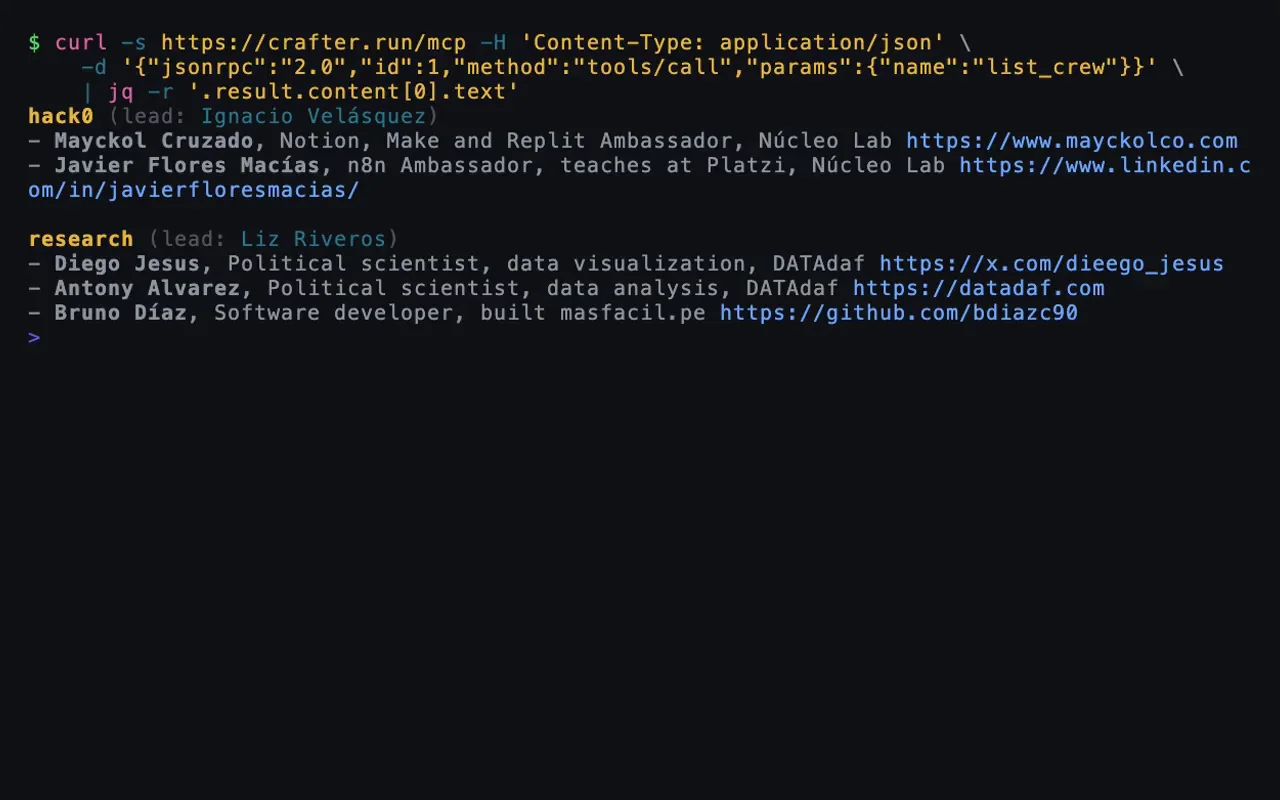 $ curl -s https://crafter.run/mcp -H 'Content-Type: application/json' \
-d '{"jsonrpc":"2.0","id":1,"method":"tools/call","params":{"name":"list_crew"}}' \
| jq -r '.result.content[0].text'
hack0 (lead: Ignacio Velásquez)
- Mayckol Cruzado, Notion, Make and Replit Ambassador, Núcleo Lab https://www.mayckolco.com
- Javier Flores Macías, n8n Ambassador, teaches at Platzi, Núcleo Lab https://www.linkedin.c
om/in/javierfloresmacias/
research (lead: Liz Riveros)
- Diego Jesus, Political scientist, data visualization, DATAdaf https://x.com/dieego_jesus
- Antony Alvarez, Political scientist, data analysis, DATAdaf https://datadaf.com
- Bruno Díaz, Software developer, built masfacil.pe https://github.com/bdiazc90
>